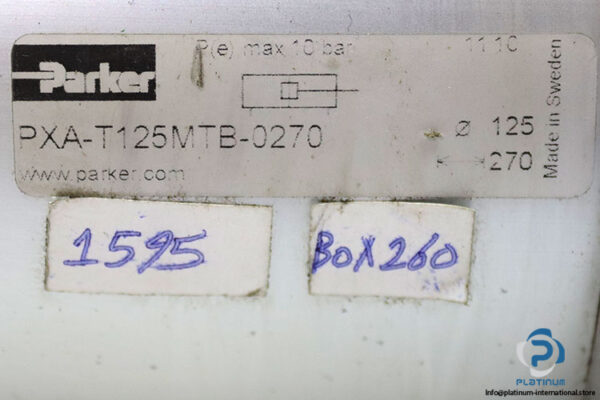 Parker
P(e) max 10 bar
11 10
PXA-T125MTB-0270
Ø 125
270
www.parker.com
Made in Sweden
1595
BOX 260
PLATINUM
Info@platinum-international.store